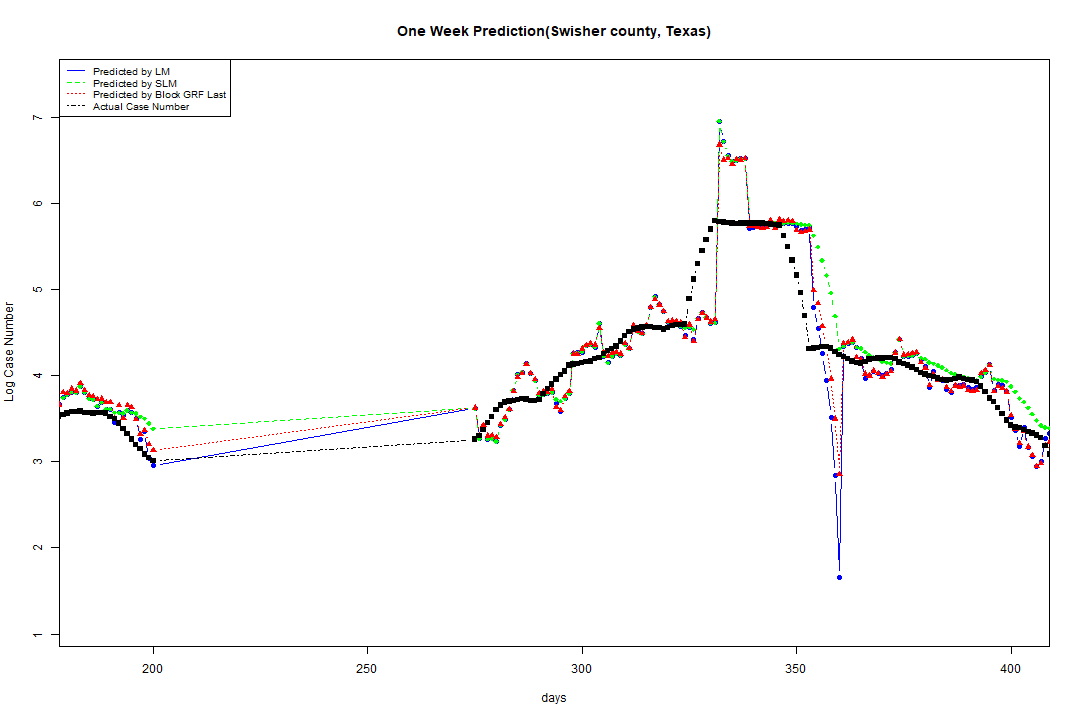 One Week Prediction(Swisher county, Texas)
Predicted by LM
Predicted by SLM
Predicted by Block GRF Last
Actual Case Number
7
6
5
4
3
2
1
Log Case Number
200 250 300 350 400
days